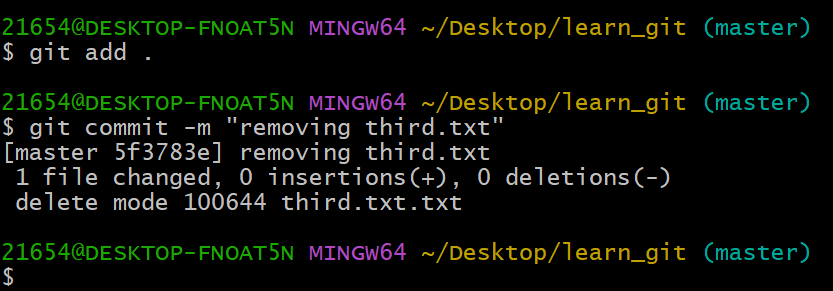 21654@DESKTOP-FNOAT5N MINGW64 ~/Desktop/learn_git (master)
$ git add .
21654@DESKTOP-FNOAT5N MINGW64 ~/Desktop/learn_git (master)
$ git commit -m "removing third.txt"
[master 5f3783e] removing third.txt
 1 file changed, 0 insertions(+), 0 deletions(-)
 delete mode 100644 third.txt.txt
21654@DESKTOP-FNOAT5N MINGW64 ~/Desktop/learn_git (master)
$